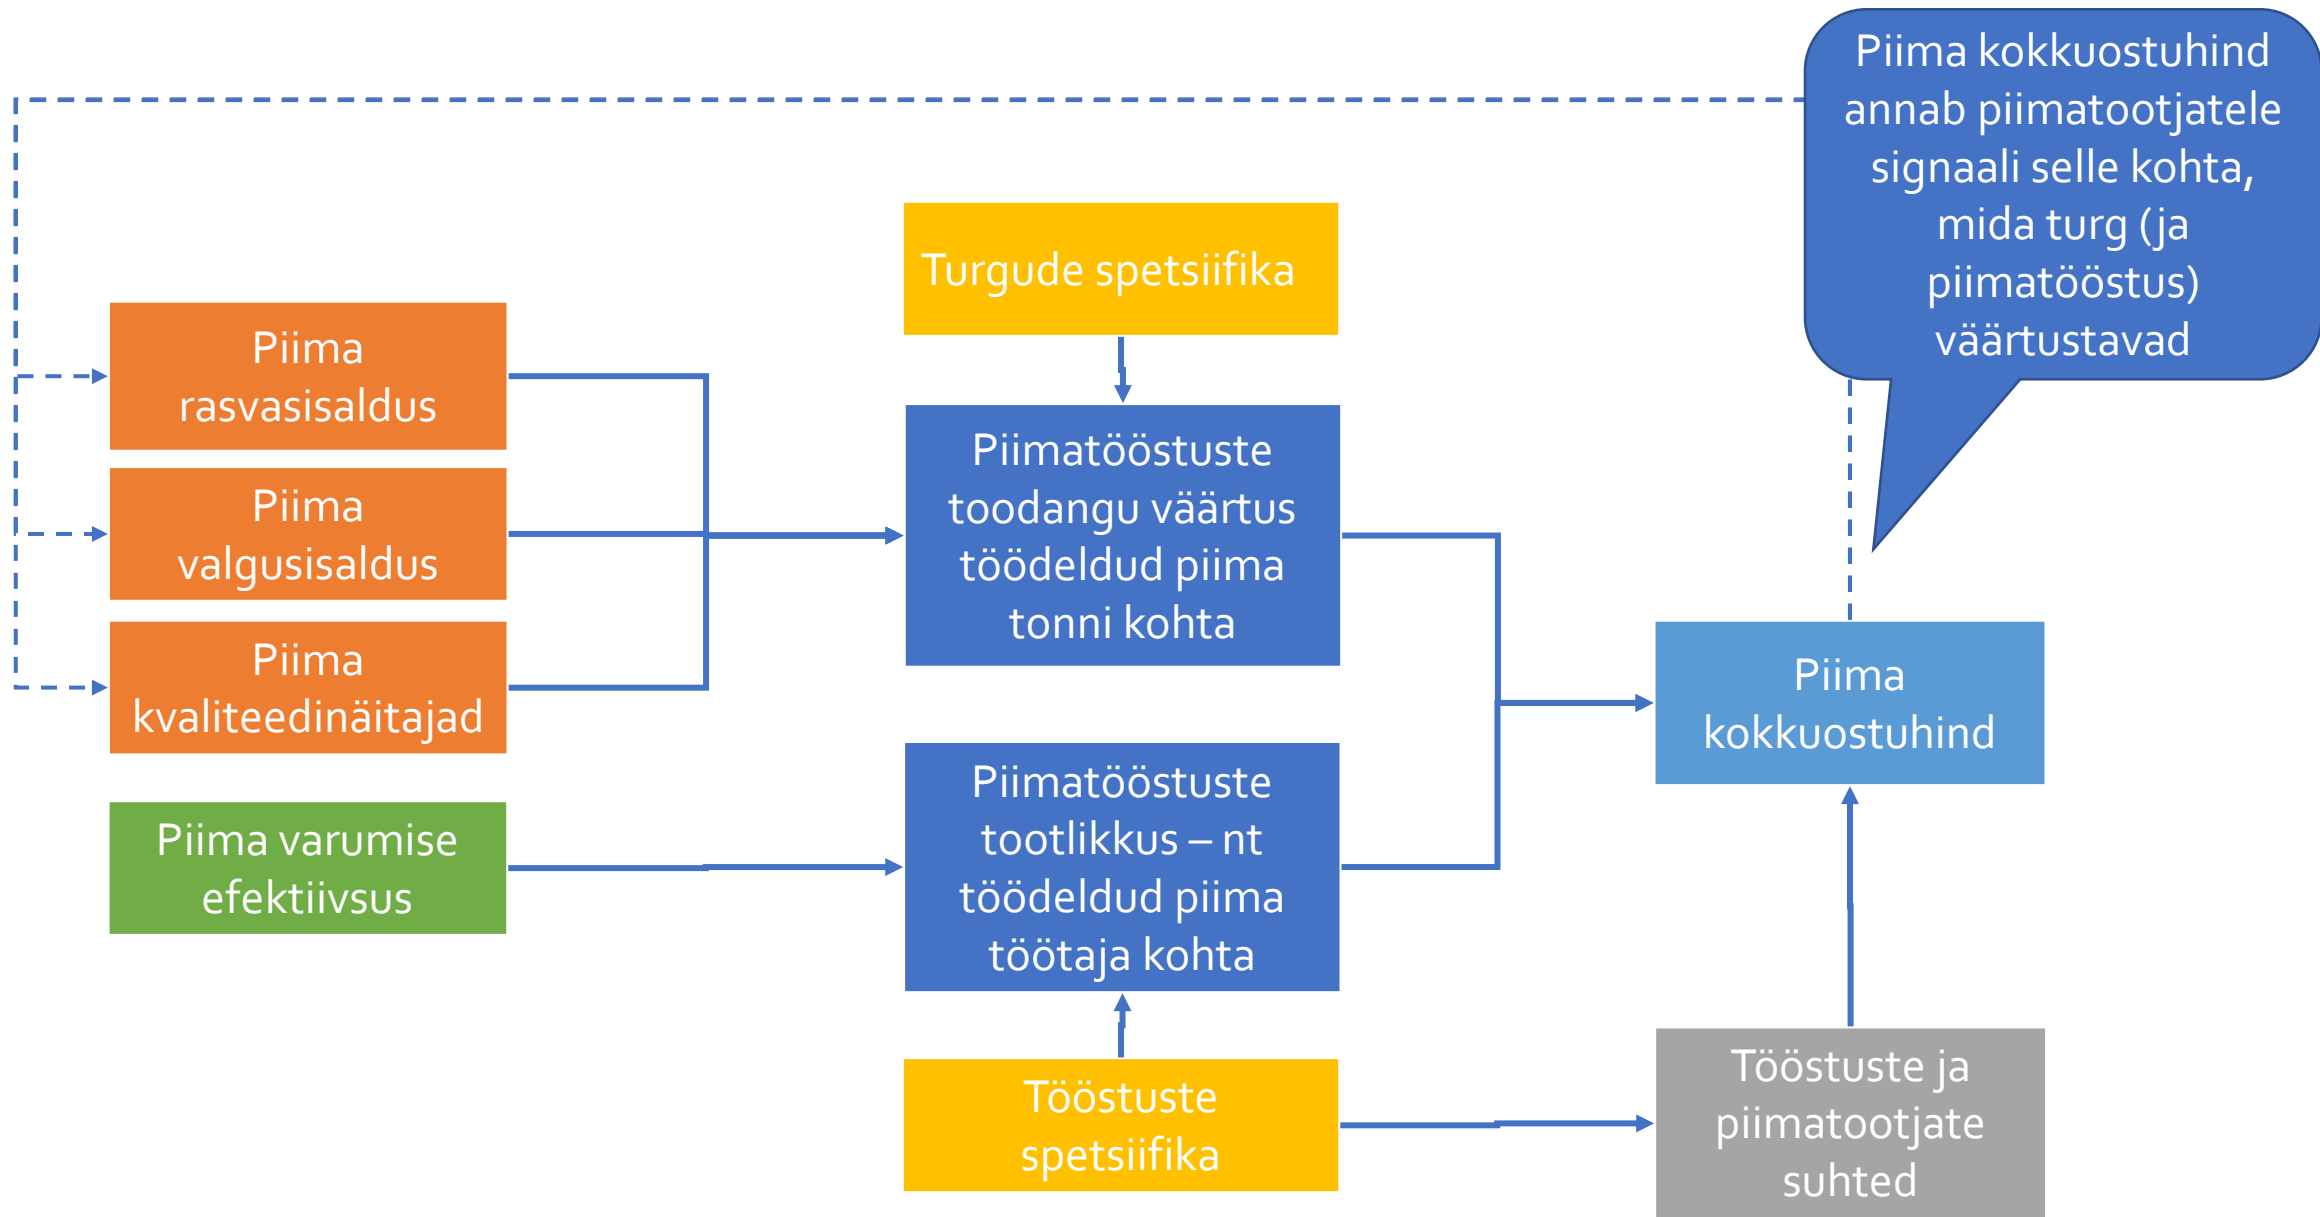 Piima kokkuostuhind
annab piimatootjatele
signaali selle kohta,
mida turg (ja
piimatööstus)
väärtustavad
Turgude spetsiifika
Piima
rasvasisaldus
Piima
valgusisaldus
Piima
kvaliteedinäitajad
Piima varumise
efektiivsus
Piimatööstuste
toodangu väärtus
töödeldud piima
tonni kohta
Piimatööstuste
tootlikkus – nt
töödeldud piima
töötaja kohta
Tööstuste
spetsiifika
Piima
kokkuostuhind
Tööstuste ja
piimatootjate
suhted